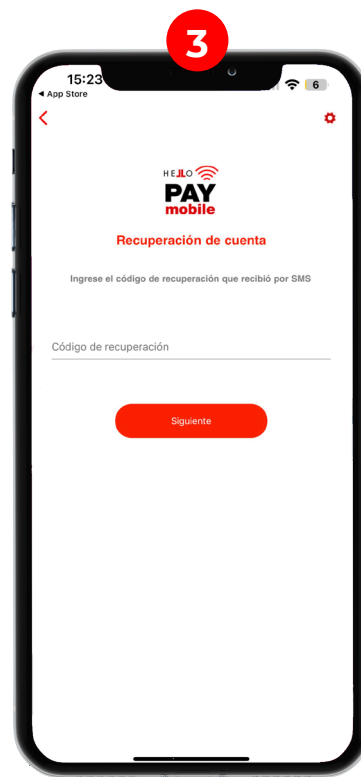 3
15:23
6
◀ App Store
HELLO
PAY
mobile
Recuperación de cuenta
Ingrese el código de recuperación que recibió por SMS
Código de recuperación
Siguiente